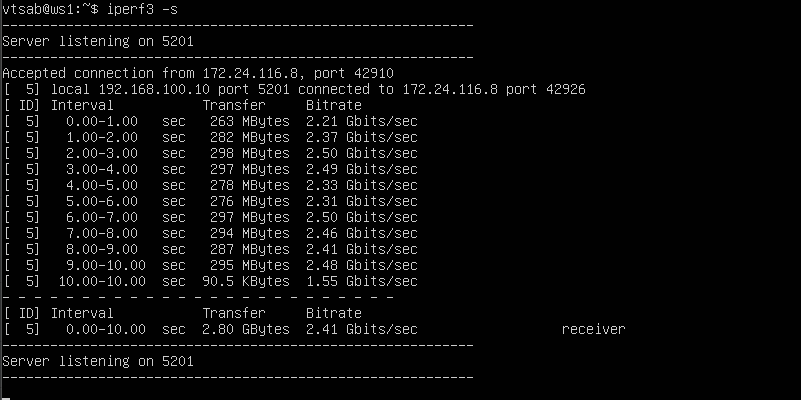 vtsab@ws1:~$ iperf3 -s
-----------------------------------------------------------
Server listening on 5201
-----------------------------------------------------------
Accepted connection from 172.24.116.8, port 42910
[  5] local 192.168.100.10 port 5201 connected to 172.24.116.8 port 42926
[ ID] Interval           Transfer     Bitrate
[  5]   0.00-1.00   sec   263 MBytes  2.21 Gbits/sec
[  5]   1.00-2.00   sec   282 MBytes  2.37 Gbits/sec
[  5]   2.00-3.00   sec   298 MBytes  2.50 Gbits/sec
[  5]   3.00-4.00   sec   297 MBytes  2.49 Gbits/sec
[  5]   4.00-5.00   sec   278 MBytes  2.33 Gbits/sec
[  5]   5.00-6.00   sec   276 MBytes  2.31 Gbits/sec
[  5]   6.00-7.00   sec   297 MBytes  2.50 Gbits/sec
[  5]   7.00-8.00   sec   294 MBytes  2.46 Gbits/sec
[  5]   8.00-9.00   sec   287 MBytes  2.41 Gbits/sec
[  5]   9.00-10.00  sec   295 MBytes  2.48 Gbits/sec
[  5]  10.00-10.00  sec  90.5 KBytes  1.55 Gbits/sec
- - - - - - - - - - - - - - - - - - - - - - - - -
[ ID] Interval           Transfer     Bitrate
[  5]   0.00-10.00  sec  2.80 GBytes  2.41 Gbits/sec                  receiver
-----------------------------------------------------------
Server listening on 5201
-----------------------------------------------------------